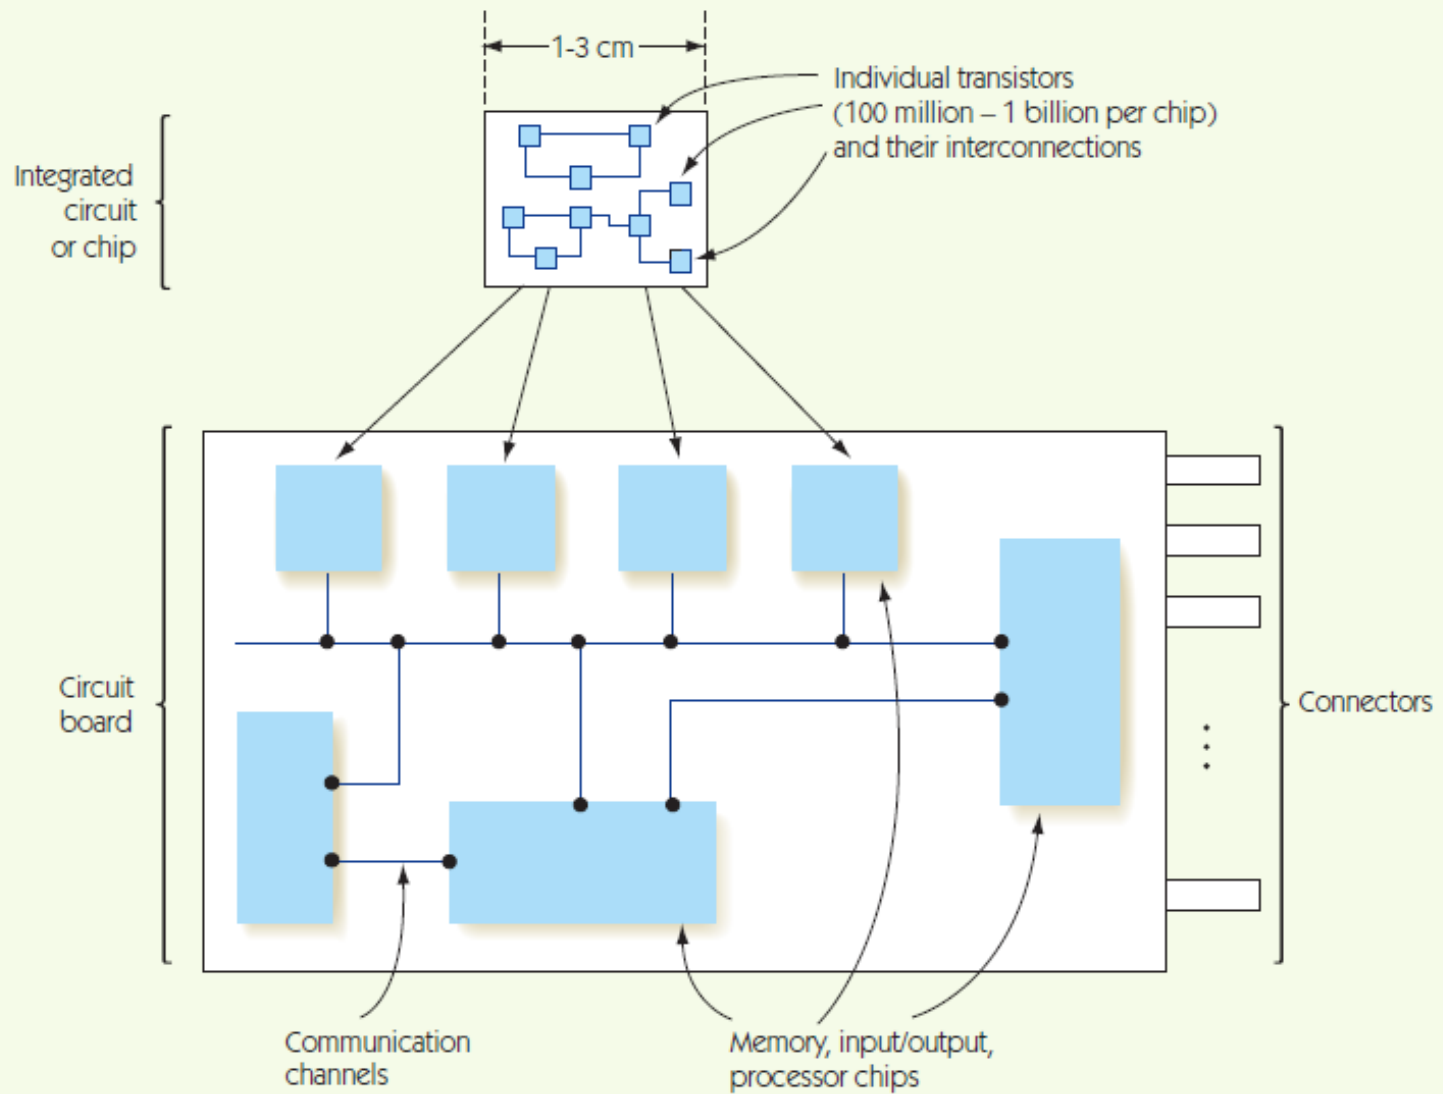 1-3 cm
Individual transistors
(100 million – 1 billion per chip)
and their interconnections
Integrated
circuit
or chip
Circuit
board
Connectors
Communication
channels
Memory, input/output,
processor chips